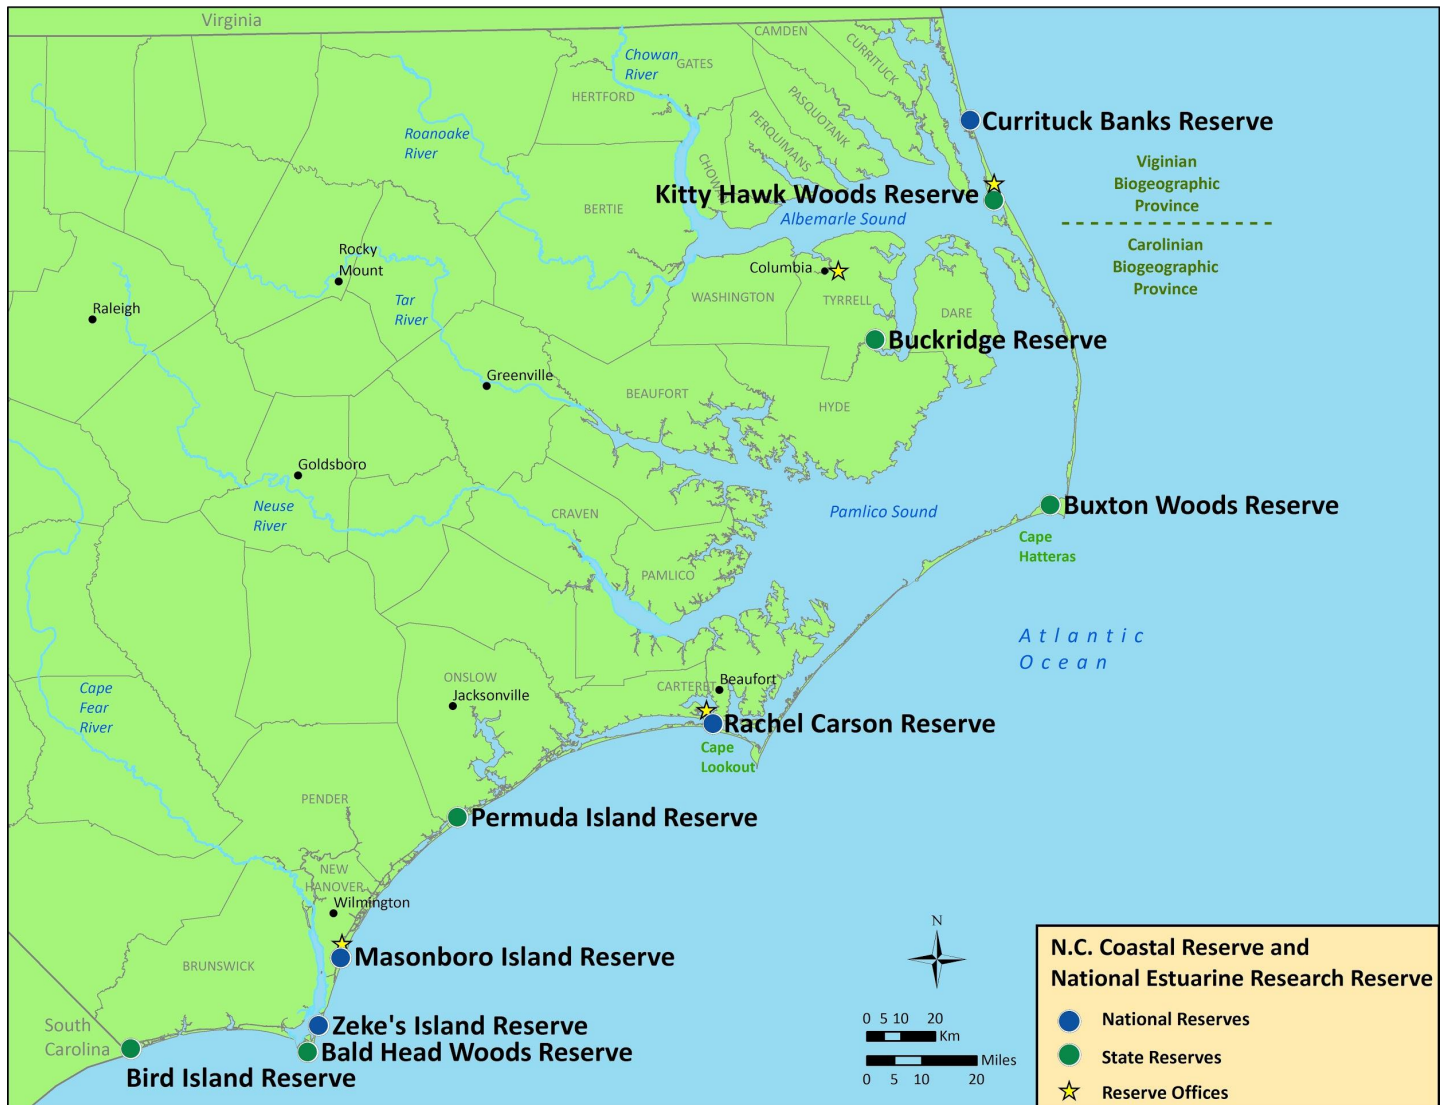 Virginia
Chowan
River
GATES
CAMDEN
CURRITUCK
HERTFORD
PASQUOTANK
PERQUIMANS
Roanoake
River
Currituck Banks Reserve
Viginian
Biogeographic
Province
Carolinian
Biogeographic
Province
Kitty Hawk Woods Reserve
BERTIE
Albemarle Sound
Rocky
Mount
Columbia
WASHINGTON
TYRRELL
DARE
Raleigh
Tar
River
Buckridge Reserve
Greenville
BEAUFORT
HYDE
Goldsboro
Neuse
River
CRAVEN
Pamlico Sound
Buxton Woods Reserve
Cape
Hatteras
PAMLICO
Atlantic
Ocean
Cape
Fear
River
ONSLOW
Jacksonville
CARTERET
Beaufort
Rachel Carson Reserve
Cape
Lookout
PENDER
Permuda Island Reserve
NEW
HANOVER
Wilmington
Masonboro Island Reserve
BRUNSWICK
South
Carolina
Zeke's Island Reserve
Bald Head Woods Reserve
Bird Island Reserve
N
0 5 10 20
Km
Miles
0 5 10 20
N.C. Coastal Reserve and
National Estuarine Research Reserve
National Reserves
State Reserves
Reserve Offices